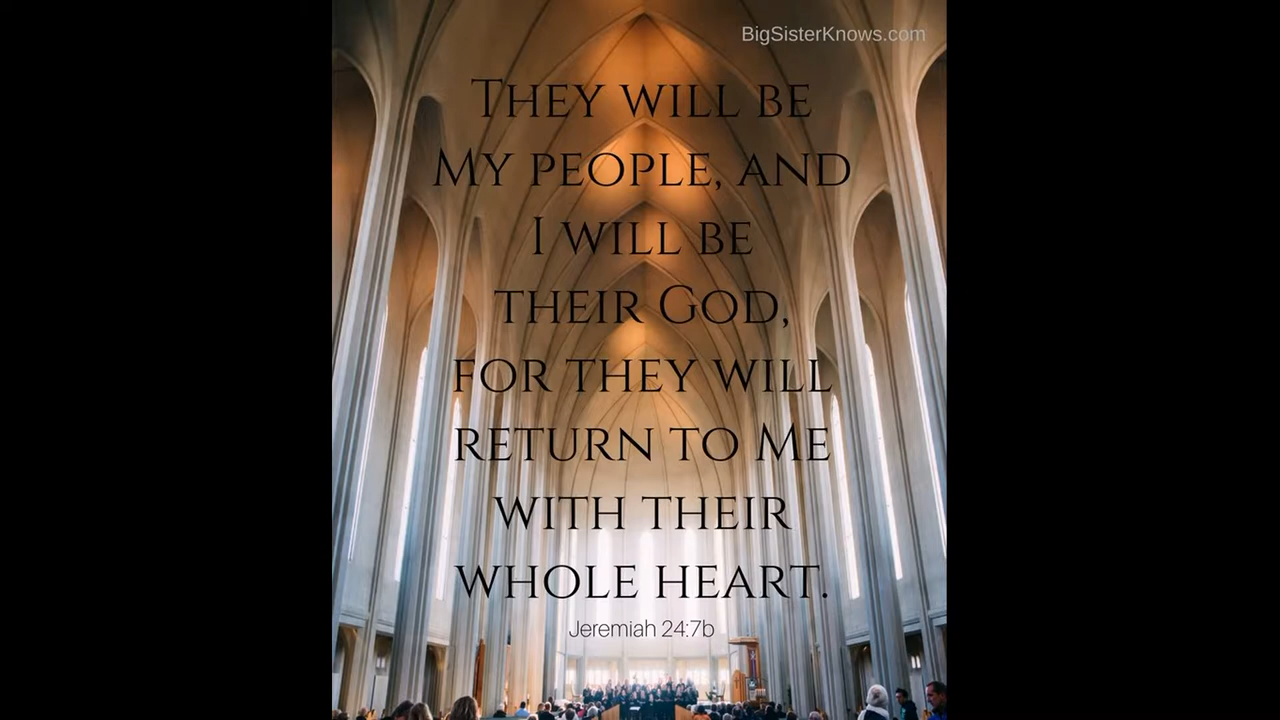 BigSisterKnows.com
They will be
My people, and
I will be
their God,
for they will
return to Me
with their
whole heart.
Jeremiah 24:7b